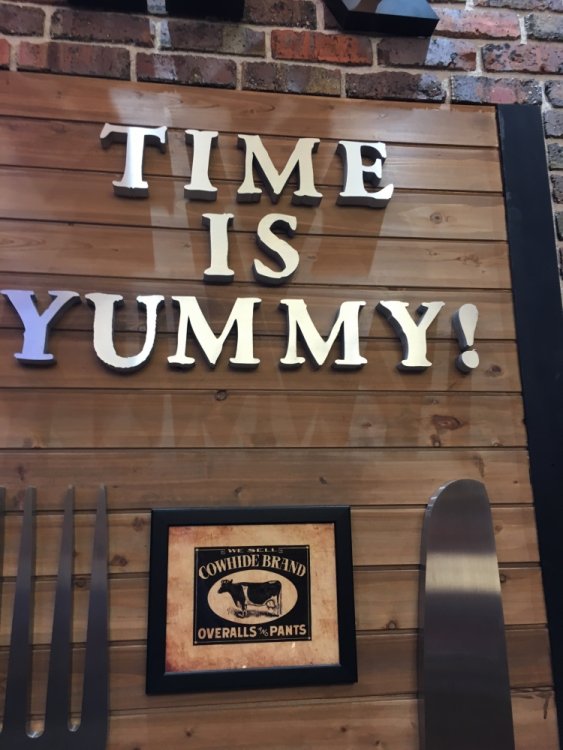 TIME
IS
YUMMY!
WE SELL
COWHIDE BRAND
OVERALLS AND PANTS